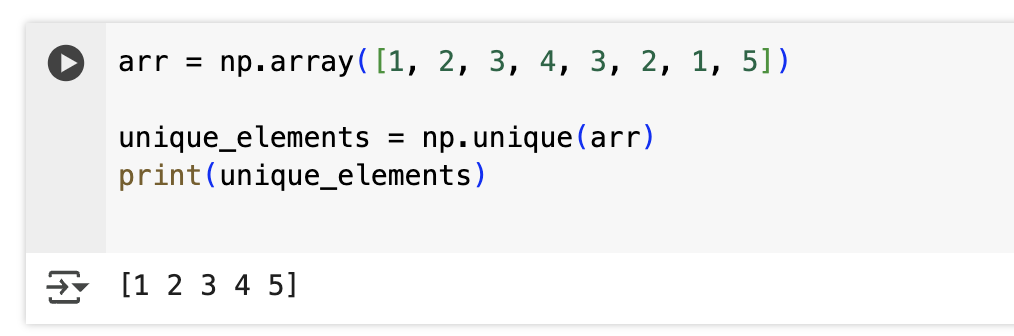 arr = np.array([1, 2, 3, 4, 3, 2, 1, 5])
unique_elements = np.unique(arr)
print(unique_elements)
[1 2 3 4 5]